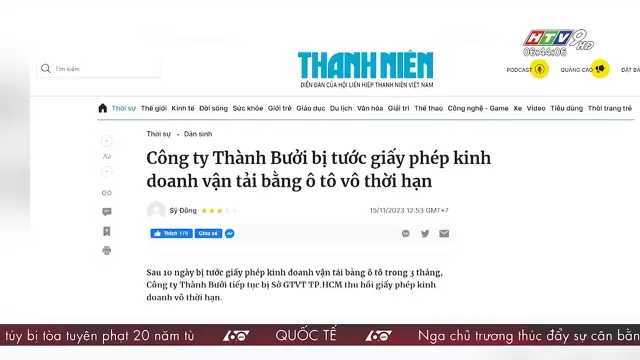 HTV9 HD
06:44:06
Tìm kiếm
THANH NIÊN
DIỄN ĐÀN CỦA HỘI LIÊN HIỆP THANH NIÊN VIỆT NAM
PODCAST
QUẢNG CÁO
ĐẶT BÁ
Thời sự Thế giới Kinh tế Đời sống Sức khỏe Giới trẻ Giáo dục Du lịch Văn hóa Giải trí Thể thao Công nghệ - Game Xe Video Tiêu dùng Thời trang trẻ
Thời sự • Dân sinh
Aa
Công ty Thành Bưởi bị tước giấy phép kinh
doanh vận tải bằng ô tô vô thời hạn
Sỹ Đông
15/11/2023 12:53 GMT+7
Thích 178 Chia sẻ
Sau 10 ngày bị tước giấy phép kinh doanh vận tải bằng ô tô trong 3 tháng,
Công ty Thành Bưởi tiếp tục bị Sở GTVT TP.HCM thu hồi giấy phép kinh
doanh vô thời hạn.
túy bị tòa tuyên phạt 20 năm tù 60 QUỐC TẾ 60 Nga chủ trương thúc đẩy sự cân bằn